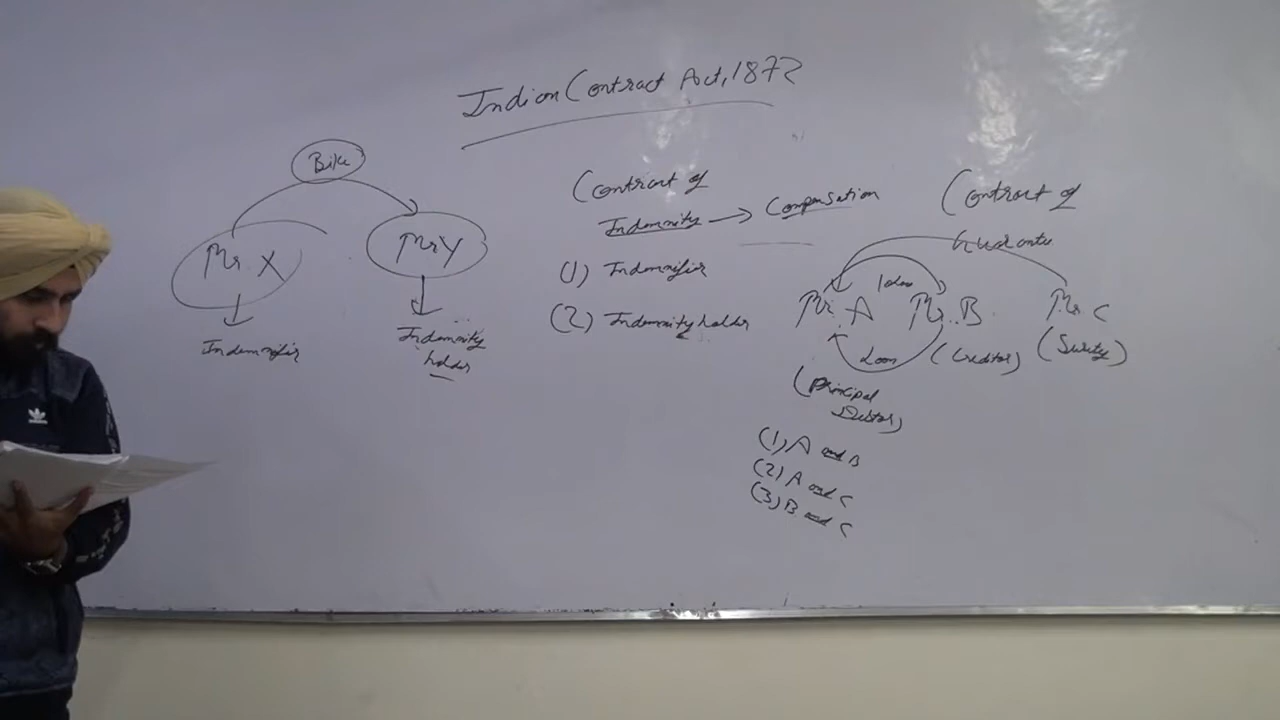 Indian Contract Act, 1872
Bike
Mr X
Mr Y
Indemnifier
Indemnity
holder
Contract of
Indemnity → Compensation
(1) Indemnifier
(2) Indemnity holder
Contract of
Guarantee
Mr. A Mr. B Mr C
Loan
(Creditor) (Surety)
(principal
Debtor)
(1) A and B
(2) A and C
(3) B and C